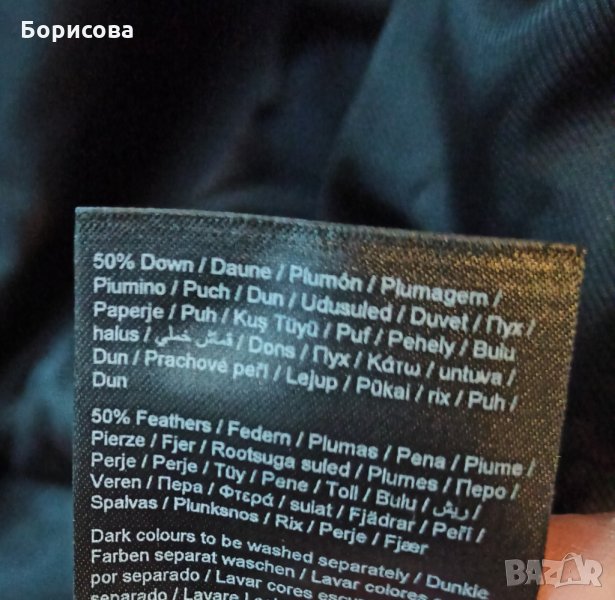 Борисова
50% Down / Daune / Plumón / Plumagem /
Piumino / Puch / Dun / Udusuled / Duvet / Пух /
Paperje / Puh / Kuş Tüyü / Puf / Pehely / Bulu
halus / قماش خملي / Dons / Пух / Κάτω / untuva /
Dun / Prachové peří / Lejup / Pūkai / rix / Puh /
Dun
50% Feathers / Federn / Plumas / Pena / Piume /
Pierze / Fjer / Rootsuga suled / Plumes / Перо /
Perje / Perje / Tüy / Pene / Toll / Bulu / ريش /
Veren / Пера / Φτερά / sulat / Fjädrar / Peří /
Spalvas / Plunksnos / Rix / Perje / Fjær
Dark colours to be washed separately / Dunkle
Farben separat waschen / Lavar colores
por separado / Lavar cores
separado / Lavare
BAZAR